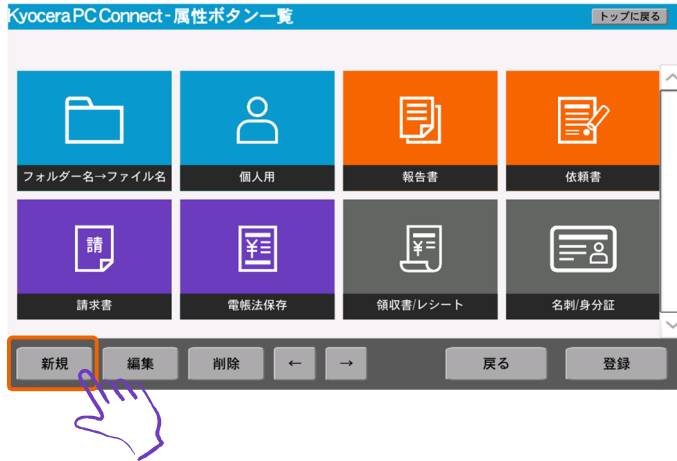 Kyocera PC Connect - 属性ボタン一覧
トップに戻る
フォルダー名→ファイル名
個人用
報告書
依頼書
請
¥
¥
請求書
電帳法保存
領収書/レシート
名刺/身分証
新規
編集
削除
←
→
戻る
登録